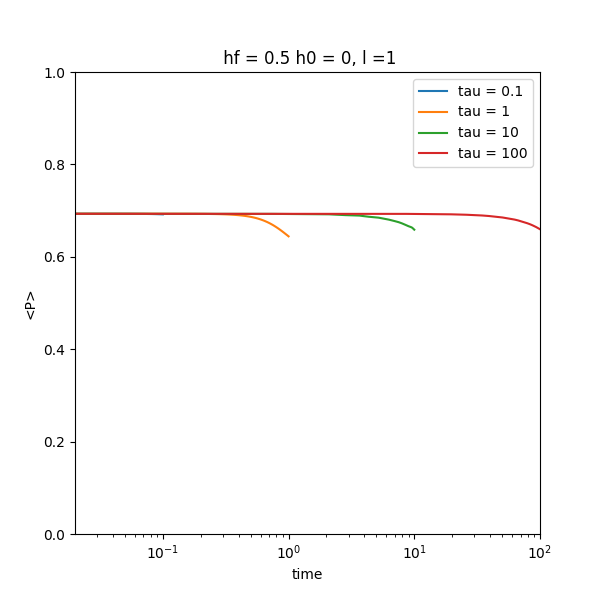 hf = 0.5 h0 = 0, l =1
1.0
0.8
0.6
0.4
0.2
0.0
<P>
tau = 0.1
tau = 1
tau = 10
tau = 100
10⁻¹ 10⁰ 10¹ 10²
time